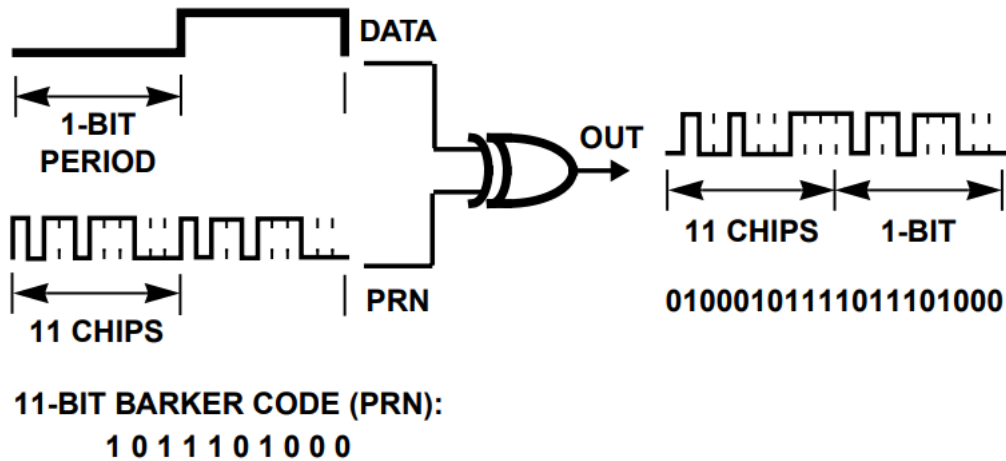 DATA
1-BIT
PERIOD
OUT
11 CHIPS
1-BIT
PRN
01000101111011101000
11 CHIPS
11-BIT BARKER CODE (PRN):
1 0 1 1 1 0 1 0 0 0